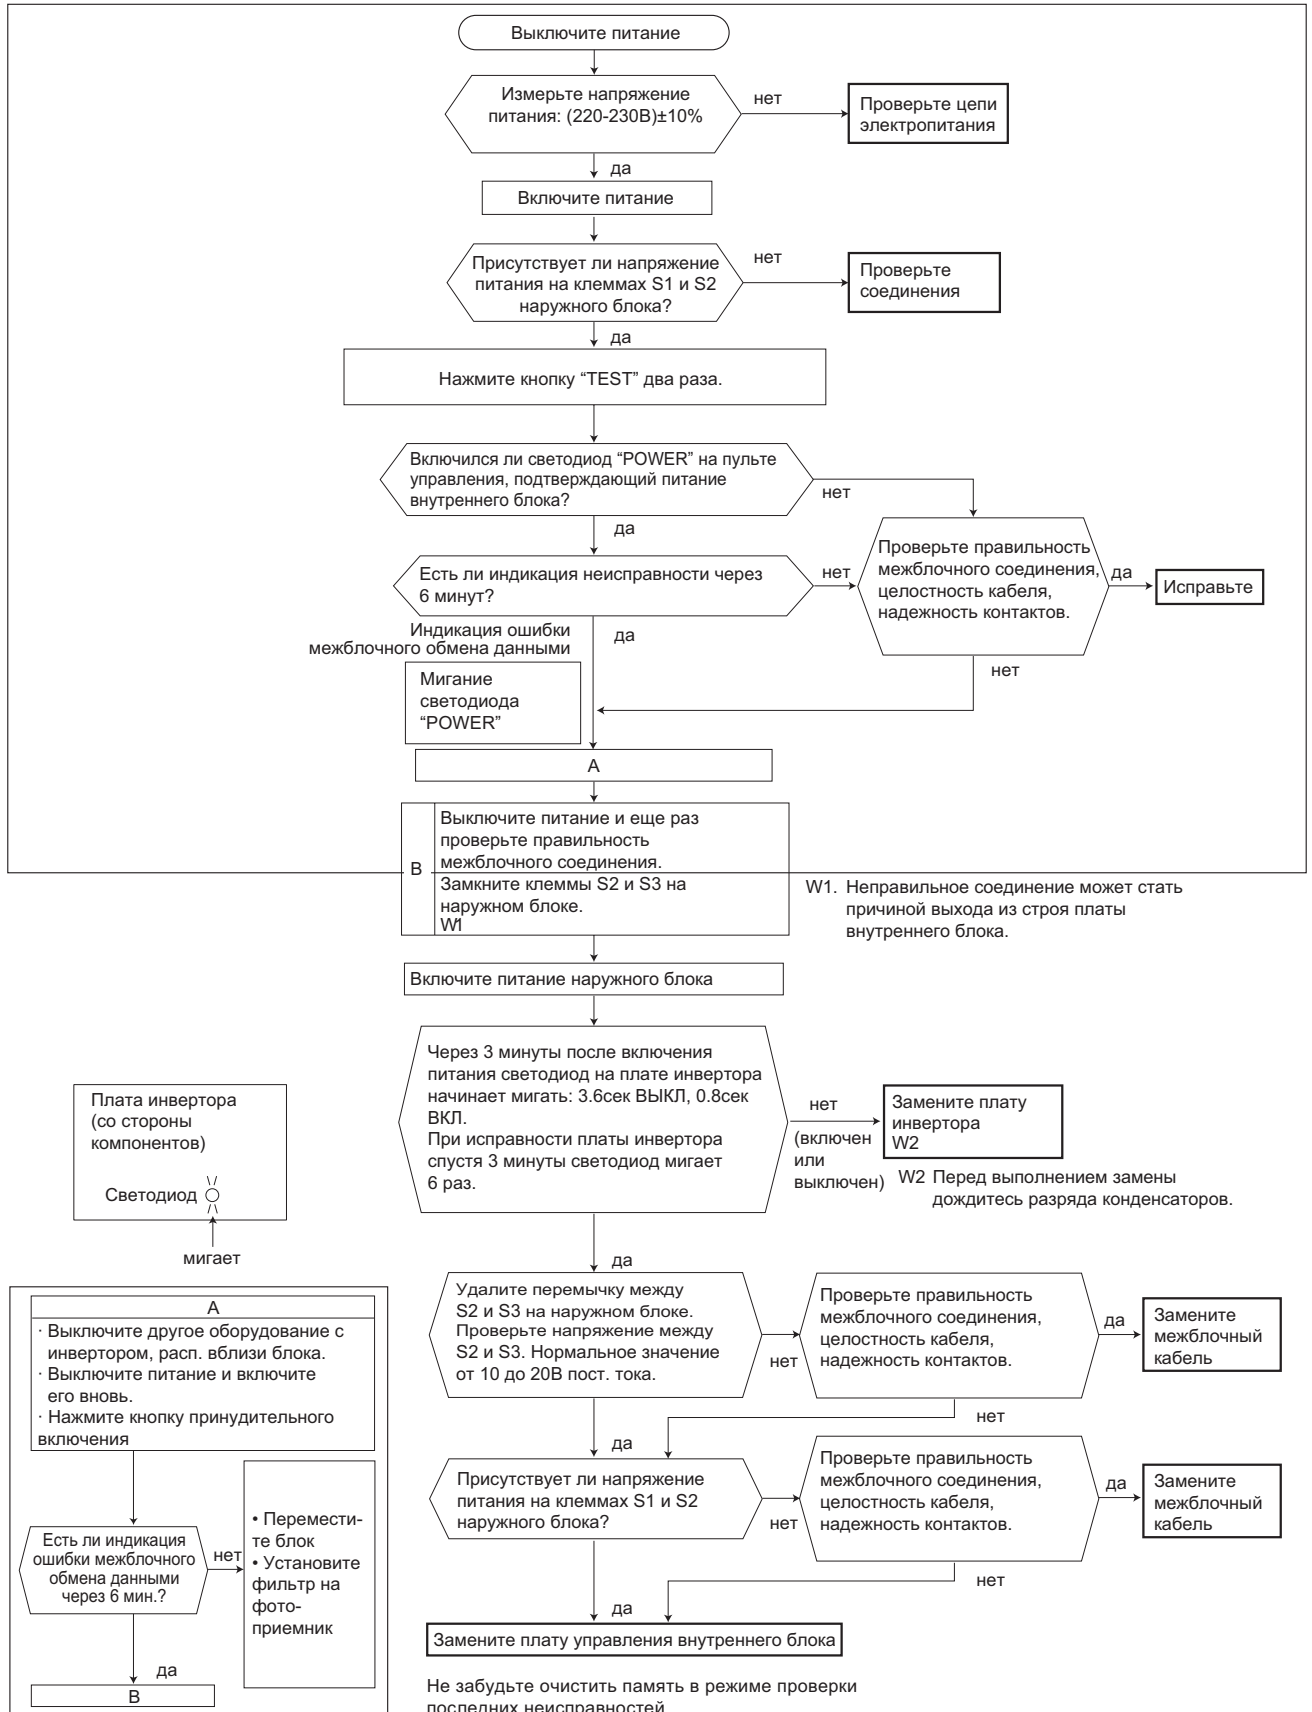 Выключите питание
Измерьте напряжение
питания: (220-230В)±10%
нет
Проверьте цепи
электропитания
да
Включите питание
Присутствует ли напряжение
питания на клеммах S1 и S2
наружного блока?
нет
Проверьте
соединения
да
Нажмите кнопку “TEST” два раза.
Включился ли светодиод “POWER” на пульте
управления, подтверждающий питание
внутреннего блока?
нет
да
Проверьте правильность
межблочного соединения,
целостность кабеля,
надежность контактов.
да
Исправьте
Есть ли индикация неисправности через
6 минут?
нет
Индикация ошибки
межблочного обмена данными
да
нет
Мигание
светодиода
“POWER”
A
B
Выключите питание и еще раз
проверьте правильность
межблочного соединения.
Замкните клеммы S2 и S3 на
наружном блоке.
W1
W1. Неправильное соединение может стать
причиной выхода из строя платы
внутреннего блока.
Включите питание наружного блока
Через 3 минуты после включения
питания светодиод на плате инвертора
начинает мигать: 3.6сек ВЫКЛ, 0.8сек
ВКЛ.
При исправности платы инвертора
спустя 3 минуты светодиод мигает
6 раз.
нет
(включен
или
выключен)
Замените плату
инвертора
W2
W2 Перед выполнением замены
дождитесь разряда конденсаторов.
Плата инвертора
(со стороны
компонентов)
Светодиод
мигает
да
Удалите перемычку между
S2 и S3 на наружном блоке.
Проверьте напряжение между
S2 и S3. Нормальное значение
от 10 до 20В пост. тока.
нет
Проверьте правильность
межблочного соединения,
целостность кабеля,
надежность контактов.
да
Замените
межблочный
кабель
нет
да
Присутствует ли напряжение
питания на клеммах S1 и S2
наружного блока?
нет
Проверьте правильность
межблочного соединения,
целостность кабеля,
надежность контактов.
да
Замените
межблочный
кабель
нет
да
Замените плату управления внутреннего блока
Не забудьте очистить память в режиме проверки
последних неисправностей
A
· Выключите другое оборудование с
инвертором, расп. вблизи блока.
· Выключите питание и включите
его вновь.
· Нажмите кнопку принудительного
включения
Есть ли индикация
ошибки межблочного
обмена данными
через 6 мин.?
нет
• Перемести-
те блок
• Установите
фильтр на
фото-
приемник
да
B